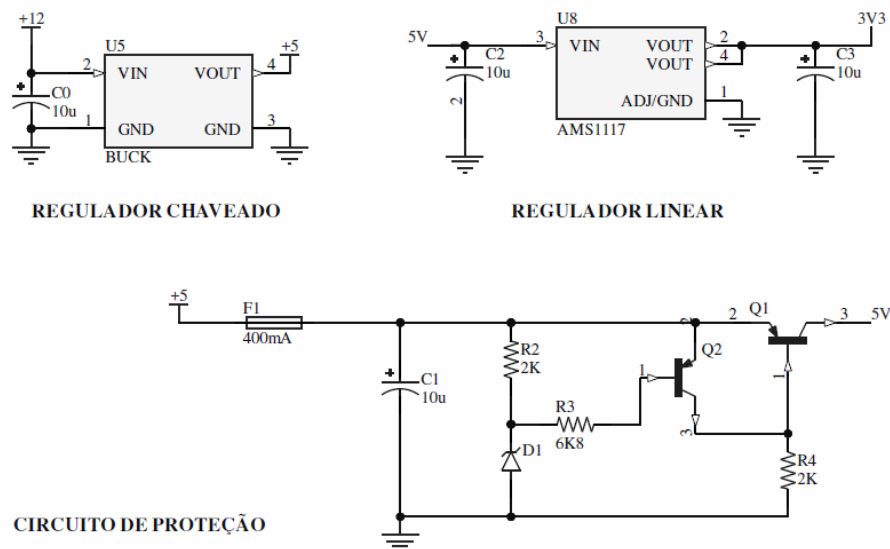 +12
U5
+5
2
VIN
VOUT
4
C0
10u
1
GND
GND
3
BUCK
REGULADOR CHAVEADO
U8
3V3
5V
3
VIN
VOUT
2
VOUT
4
C2
10u
2
ADJ/GND
1
C3
10u
AMS1117
REGULADOR LINEAR
+5
F1
400mA
2
2
Q1
3
5V
R2
2K
Q2
1
1
C1
10u
R3
6K8
3
D1
R4
2K
CIRCUITO DE PROTEÇÃO